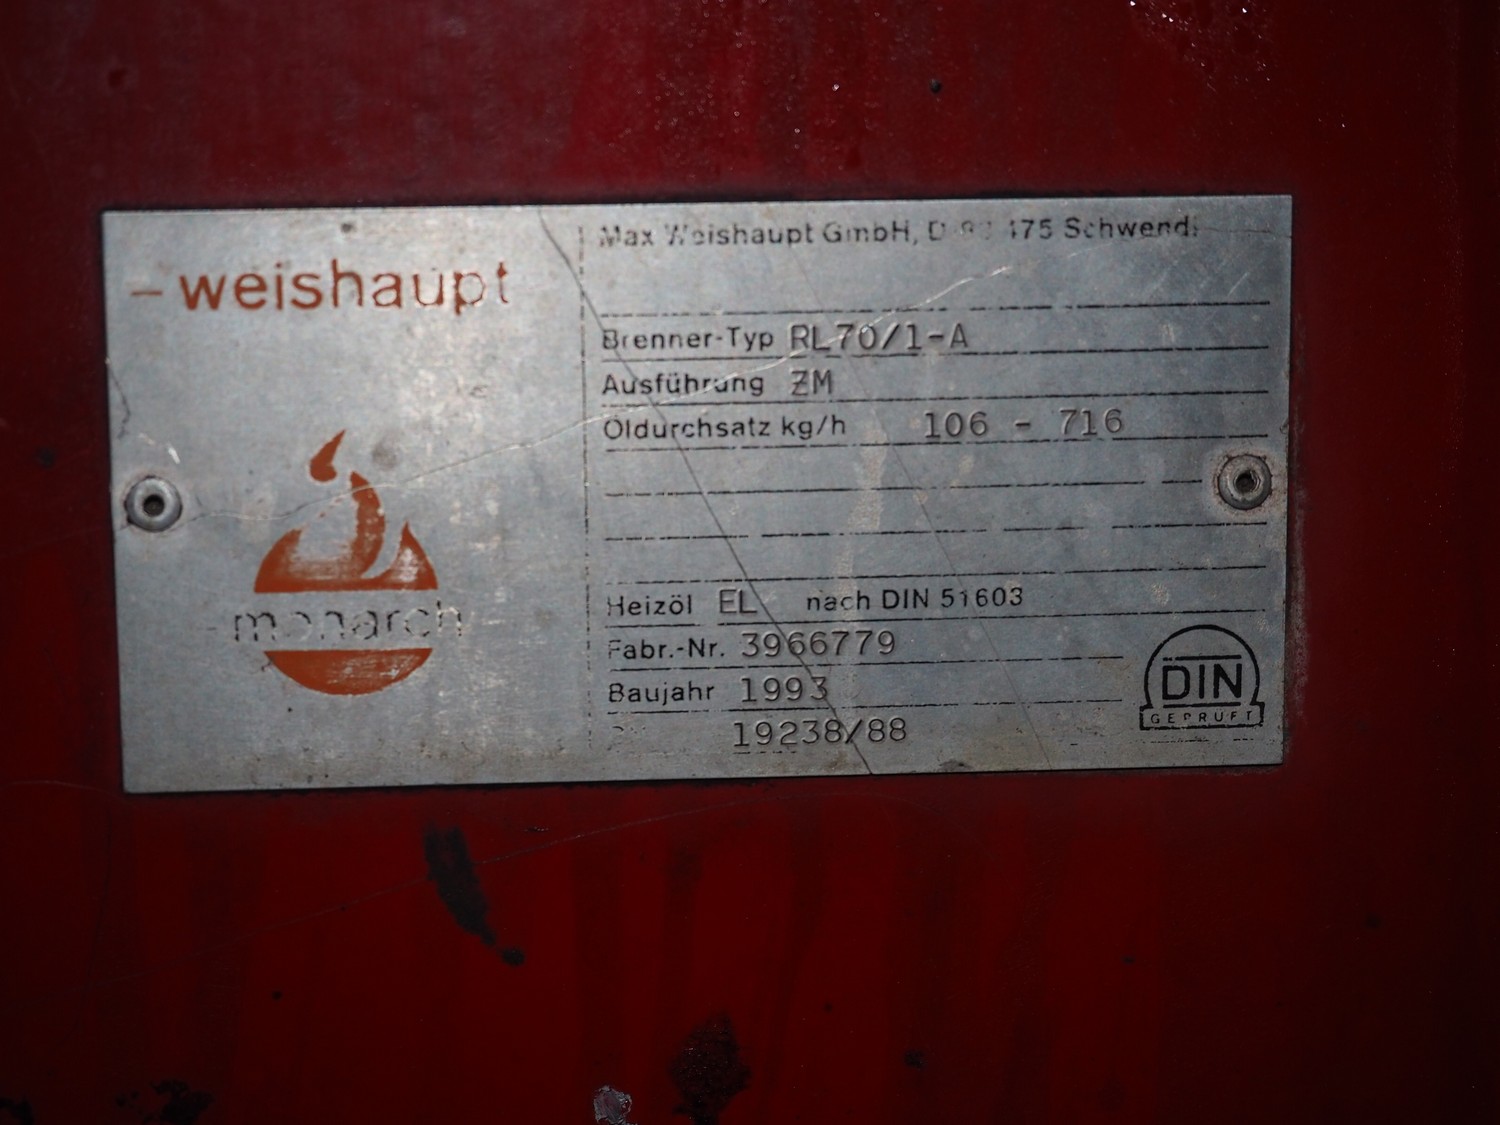 – weishaupt
monarch
Max Weishaupt GmbH, Schwendi
Brenner-Typ RL70/1-A
Ausführung ZM
Öldurchsatz kg/h 106 - 716
Heizöl EL nach DIN 51603
Fabr.-Nr. 3966779
Baujahr 1993
19238/88
DIN
GEPRÜFT